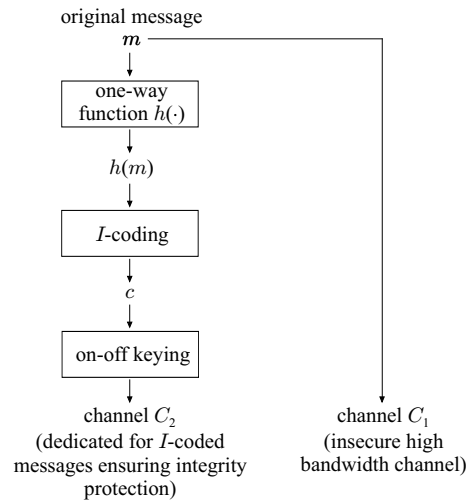 original message
m
one-way
function h(·)
h(m)
I-coding
c
on-off keying
channel C₂
(dedicated for I-coded
messages ensuring integrity
protection)
channel C₁
(insecure high
bandwidth channel)